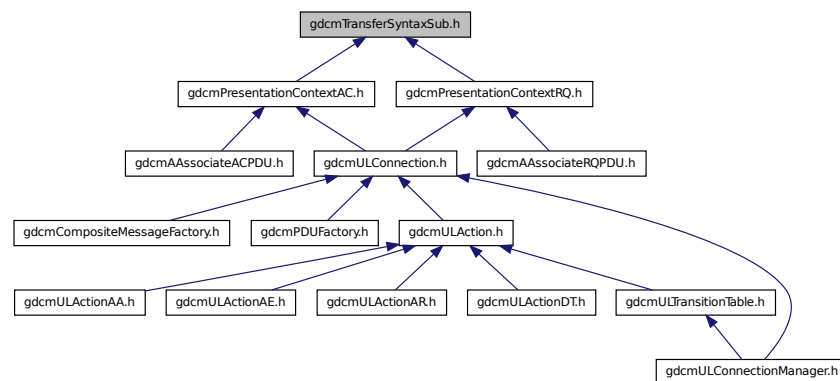 gdcmTransferSyntaxSub.h
gdcmPresentationContextAC.h
gdcmPresentationContextRQ.h
gdcmAAssociateACPDU.h
gdcmULConnection.h
gdcmAAssociateRQPDU.h
gdcmCompositeMessageFactory.h
gdcmPDUFactory.h
gdcmULAction.h
gdcmULActionAA.h
gdcmULActionAE.h
gdcmULActionAR.h
gdcmULActionDT.h
gdcmULTransitionTable.h
gdcmULConnectionManager.h